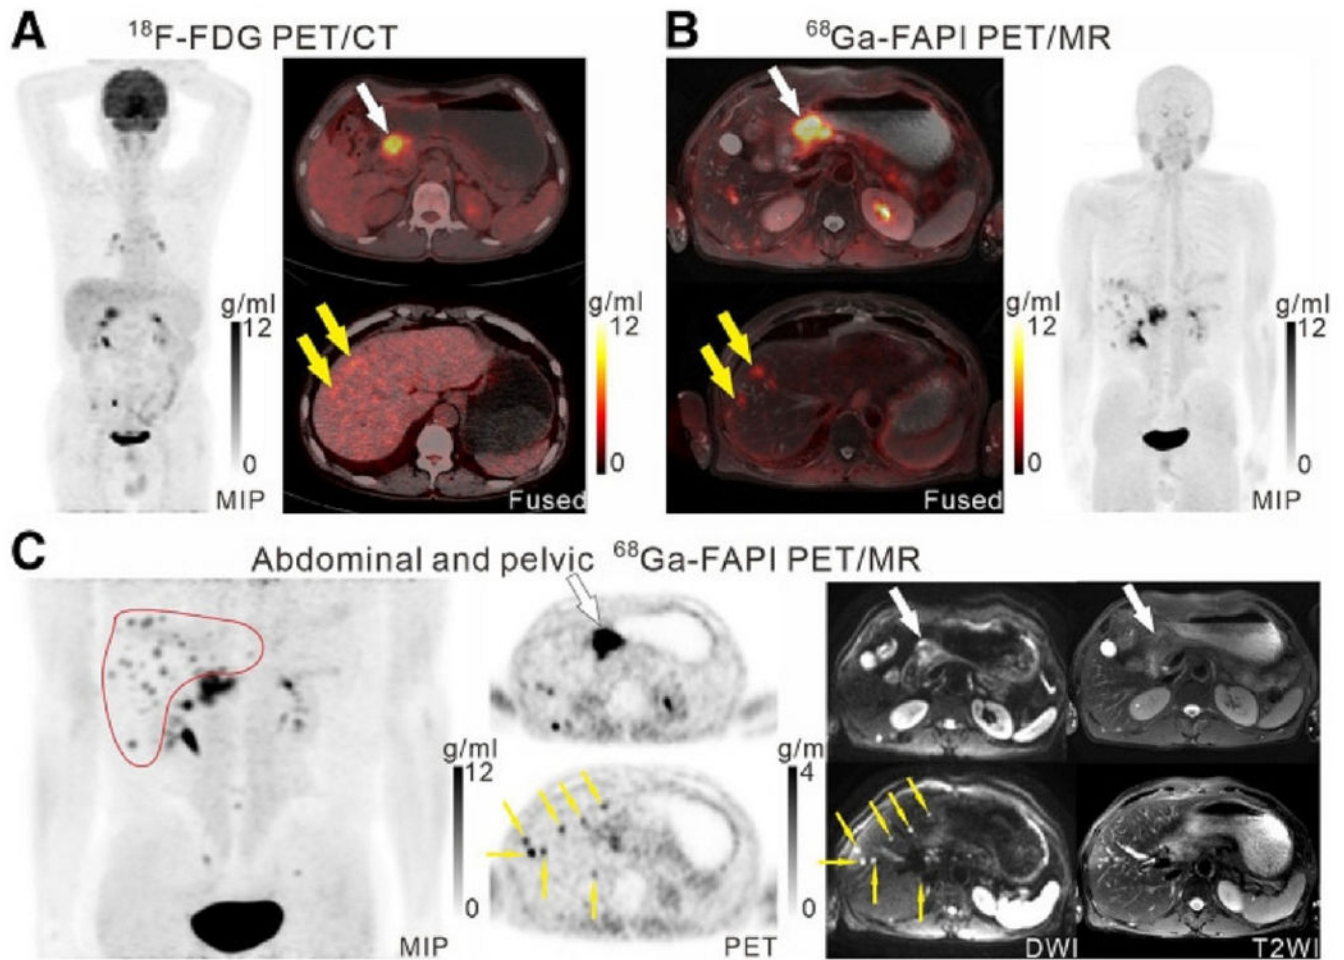 A
18F-FDG PET/CT
g/ml
12
0
MIP
g/ml
12
0
Fused
B
68Ga-FAPI PET/MR
g/ml
12
0
Fused
g/ml
12
0
MIP
C
Abdominal and pelvic 68Ga-FAPI PET/MR
g/ml
12
0
MIP
g/m
4
0
PET
DWI
T2WI